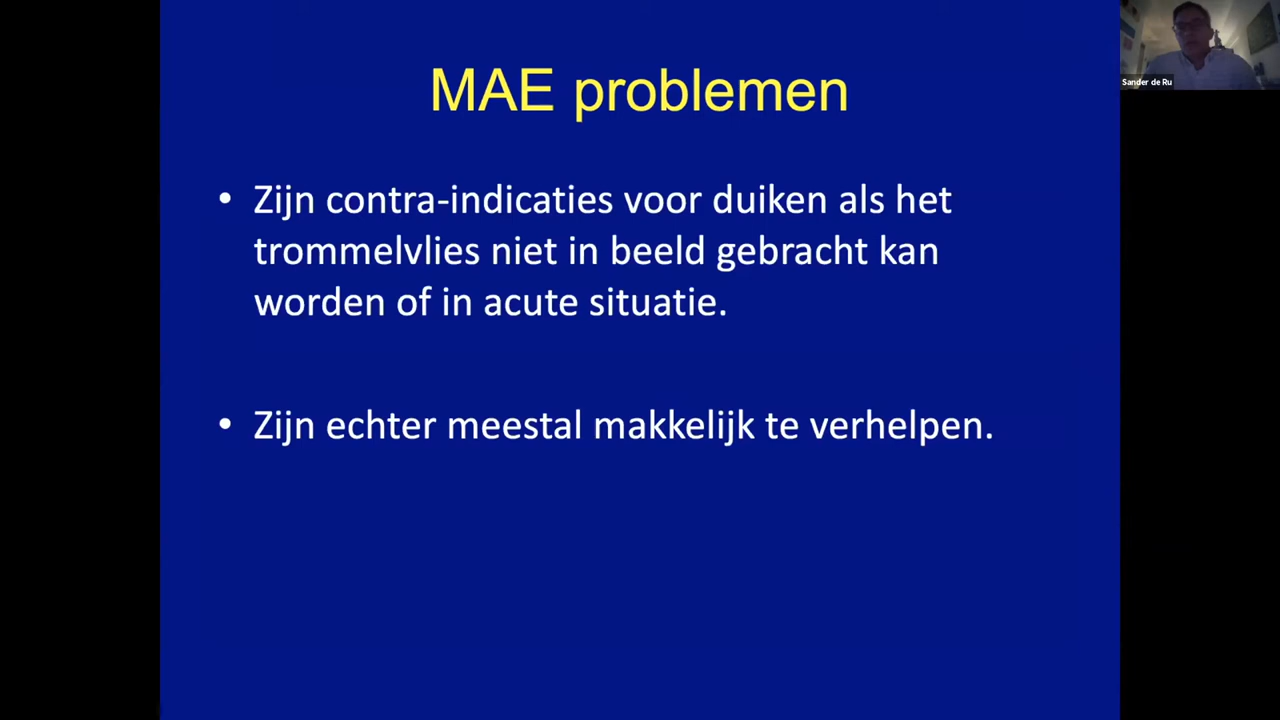 MAE problemen
• Zijn contra-indicaties voor duiken als het
trommelvlies niet in beeld gebracht kan
worden of in acute situatie.
• Zijn echter meestal makkelijk te verhelpen.
Sander de Ru